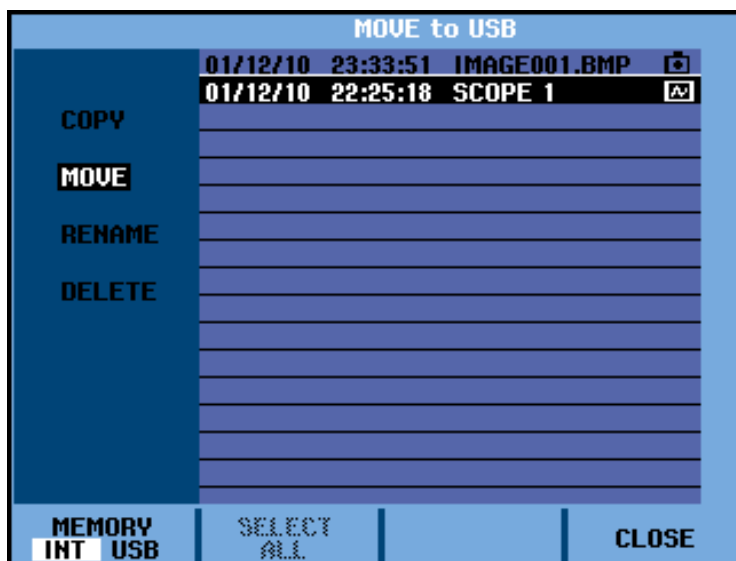 MOVE to USB
01/12/10 23:33:51 IMAGE001.BMP
01/12/10 22:25:18 SCOPE 1
COPY
MOVE
RENAME
DELETE
MEMORY
INT USB
SELECT
ALL
CLOSE